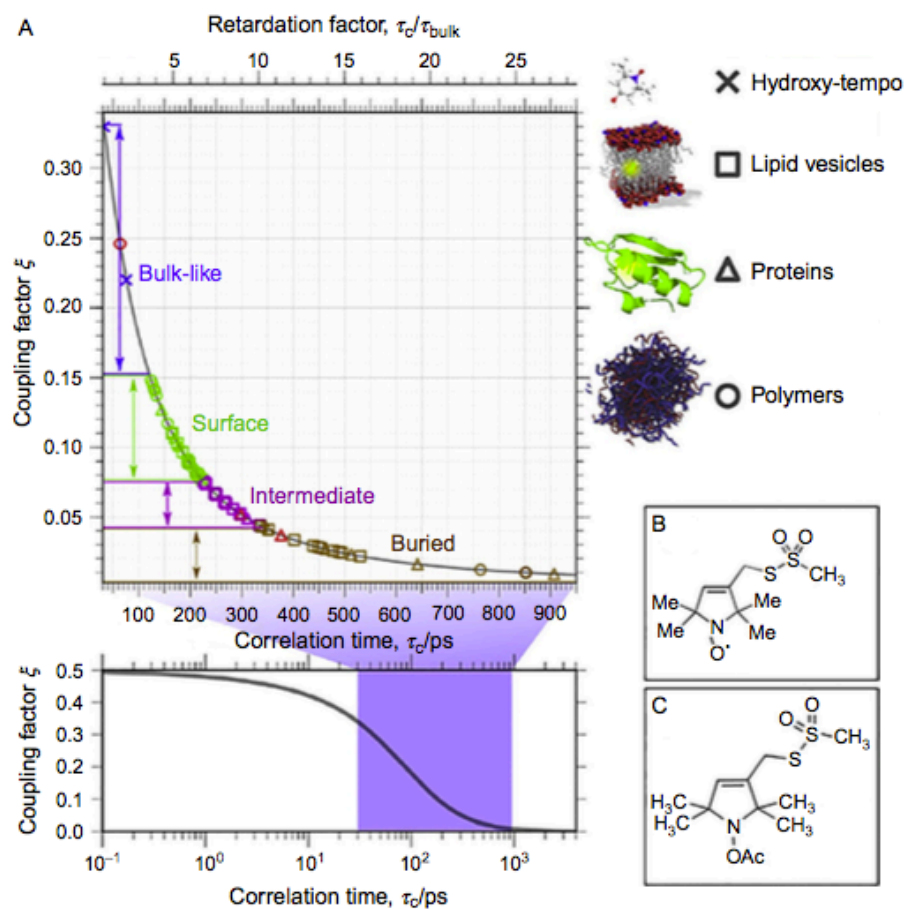 A
Retardation factor, τc/τbulk
5 10 15 20 25
Coupling factor ξ
0.30
0.25
0.20
0.15
0.10
0.05
Bulk-like
Surface
Intermediate
Buried
100 200 300 400 500 600 700 800 900
Correlation time, τc/ps
Hydroxy-tempo
Lipid vesicles
Proteins
Polymers
Coupling factor ξ
0.5
0.4
0.3
0.2
0.1
0.0
10⁻¹ 10⁰ 10¹ 10² 10³
Correlation time, τc/ps
B
O O
S
S CH₃
Me Me
Me N Me
O•
C
O
O S CH₃
S
H₃C CH₃
H₃C N CH₃
OAc